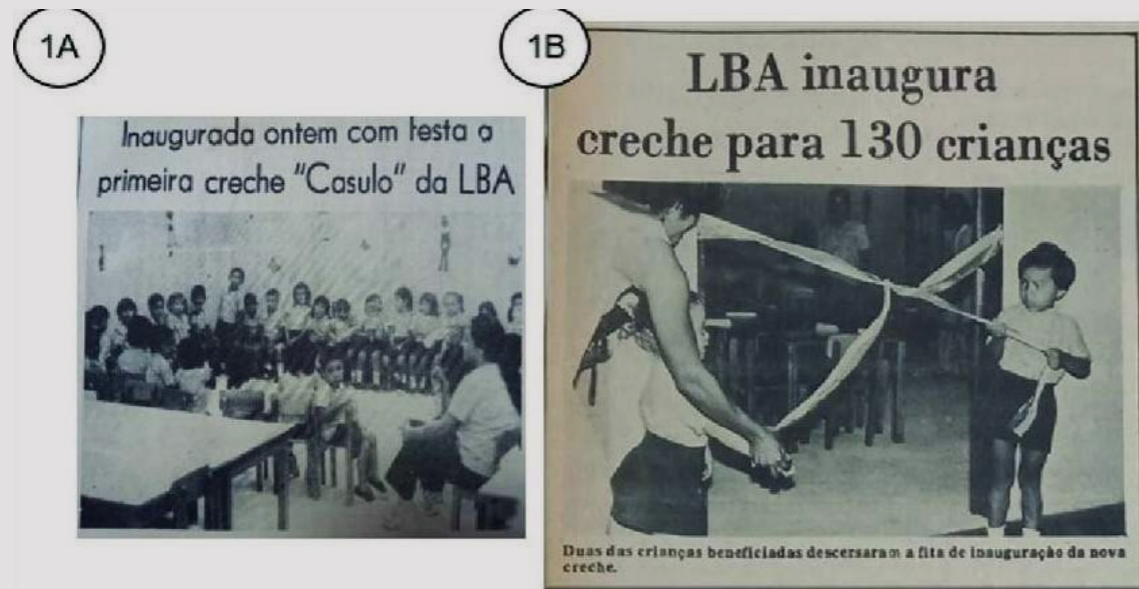 1A
Inaugurada ontem com festa a
primeira creche "Casulo" da LBA
1B
LBA inaugura
creche para 130 crianças
Duas das crianças beneficiadas descersaram a fita de inauguração da nova
creche.